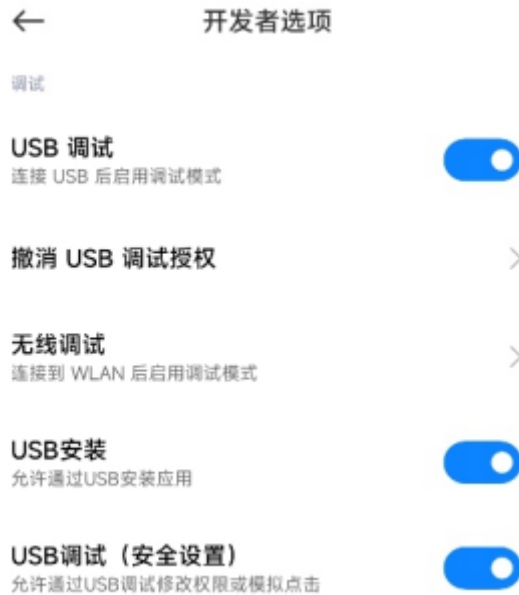 开发者选项
调试
USB 调试
连接 USB 后启用调试模式
撤消 USB 调试授权
无线调试
连接到 WLAN 后启用调试模式
USB安装
允许通过USB安装应用
USB调试（安全设置）
允许通过USB调试修改权限或模拟点击